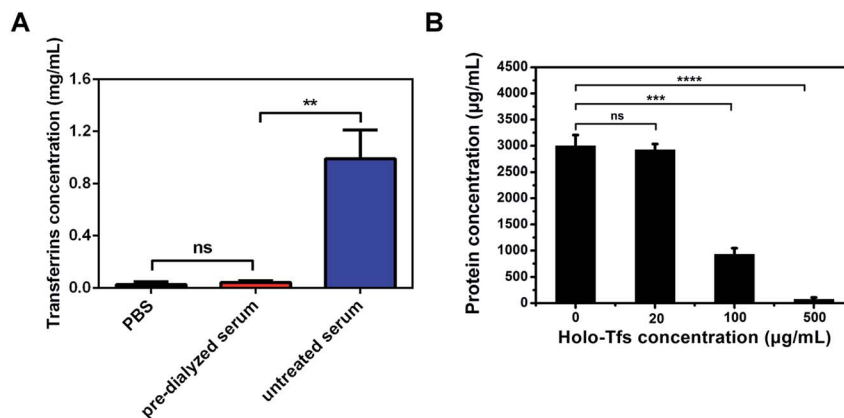 A
Transferrins concentration (mg/mL)
1.6
1.2
0.8
0.4
0.0
ns
**
PBS
pre-dialyzed serum
untreated serum
B
Protein concentration (µg/mL)
4500
4000
3500
3000
2500
2000
1500
1000
500
0
****
***
ns
0 20 100 500
Holo-Tfs concentration (µg/mL)